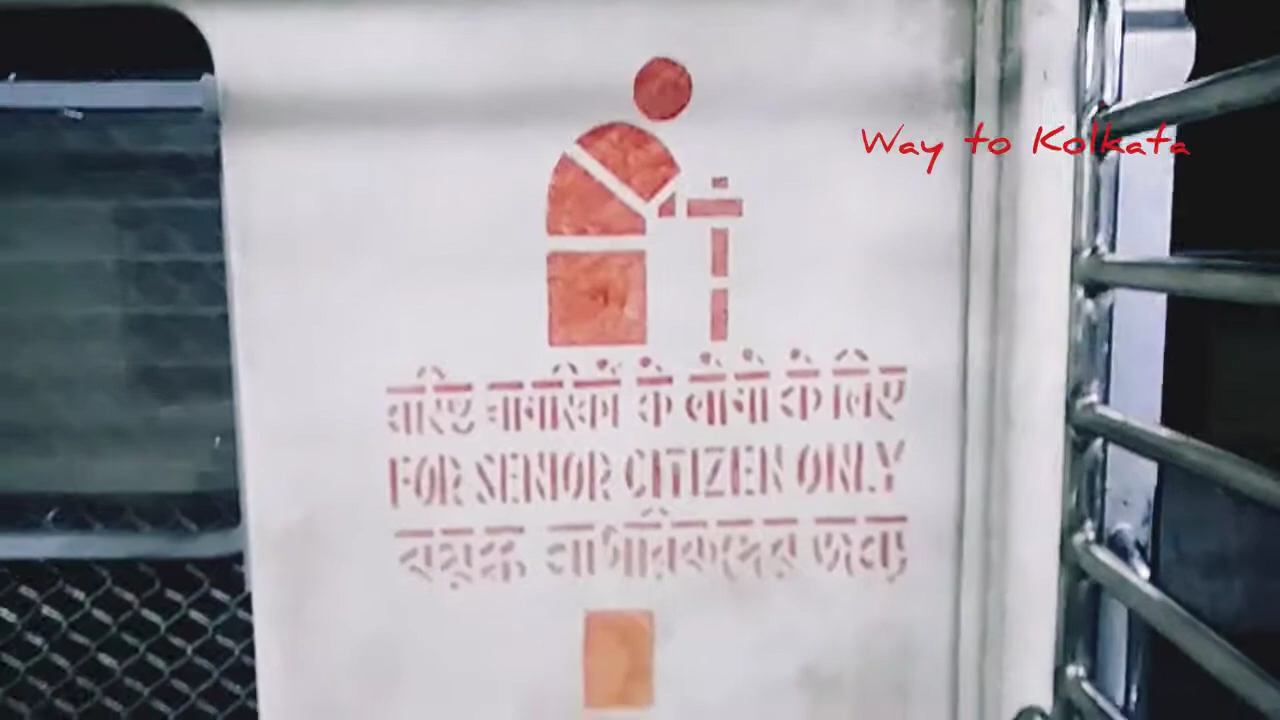 Way to Kolkata
वरिष्ठ नागरिकों के लोगों के लिए
FOR SENIOR CITIZEN ONLY
বয়স্ক নাগরিকদের জন্য